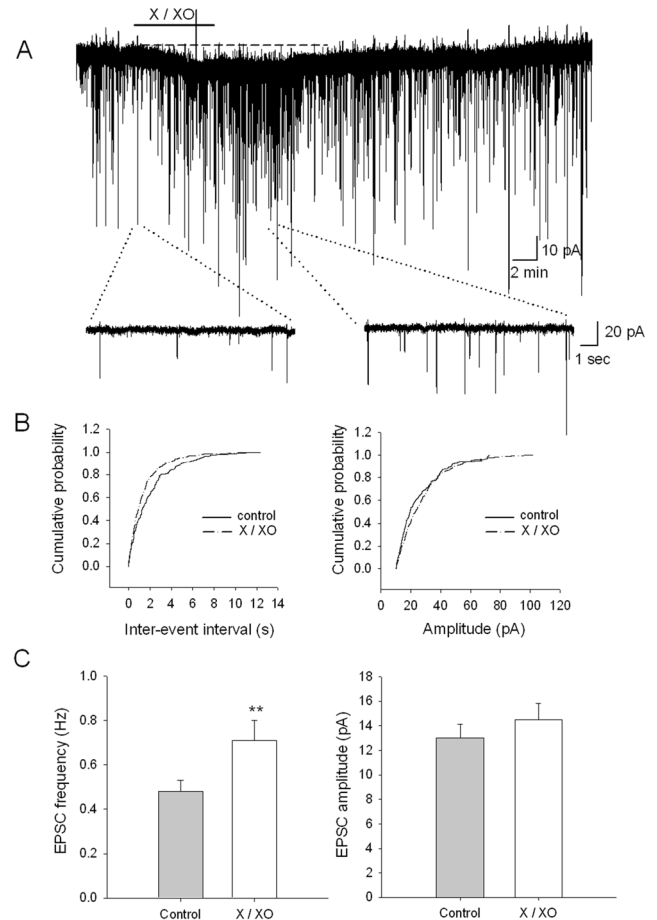 X / XO
A
10 pA
2 min
20 pA
1 sec
B
Cumulative probability
1.2
1.0
0.8
0.6
0.4
0.2
0.0
control
X / XO
0 2 4 6 8 10 12 14
Inter-event interval (s)
Cumulative probability
1.2
1.0
0.8
0.6
0.4
0.2
0.0
control
X / XO
0 20 40 60 80 100 120
Amplitude (pA)
C
EPSC frequency (Hz)
1.0
0.8
0.6
0.4
0.2
0.0
**
Control X / XO
EPSC amplitude (pA)
18
16
14
12
10
8
6
4
2
0
Control X / XO